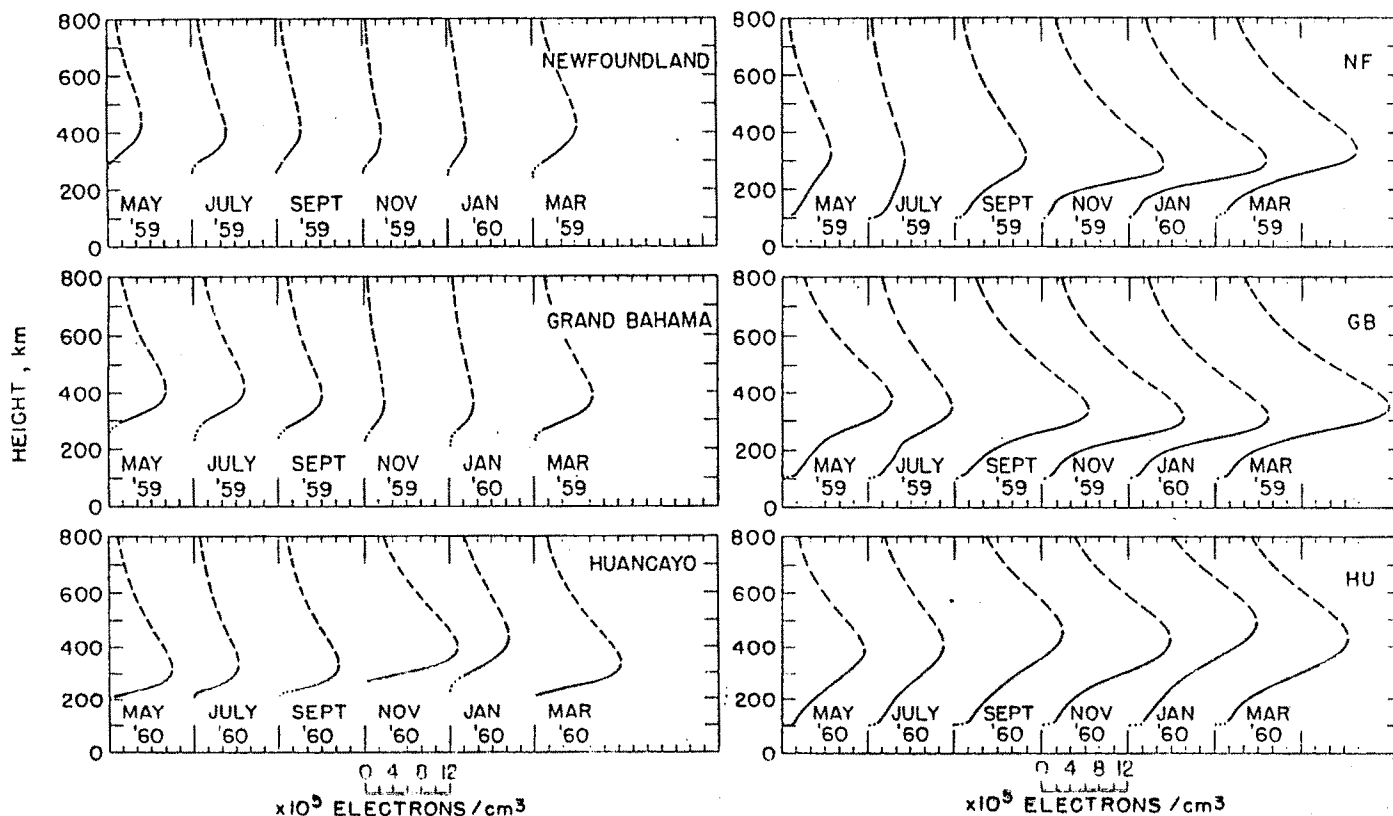 HEIGHT, km
800
600
400
200
0
NEWFOUNDLAND
MAY '59
JULY '59
SEPT '59
NOV '59
JAN '60
MAR '59
800
600
400
200
0
NF
MAY '59
JULY '59
SEPT '59
NOV '59
JAN '60
MAR '59
800
600
400
200
0
GRAND BAHAMA
MAY '59
JULY '59
SEPT '59
NOV '59
JAN '60
MAR '59
800
600
400
200
0
GB
MAY '59
JULY '59
SEPT '59
NOV '59
JAN '60
MAR '59
800
600
400
200
0
HUANCAYO
MAY '60
JULY '60
SEPT '60
NOV '60
JAN '60
MAR '60
0 4 8 12
x10⁵ ELECTRONS/cm³
800
600
400
200
0
HU
MAY '60
JULY '60
SEPT '60
NOV '60
JAN '60
MAR '60
0 4 8 12
x10⁵ ELECTRONS/cm³